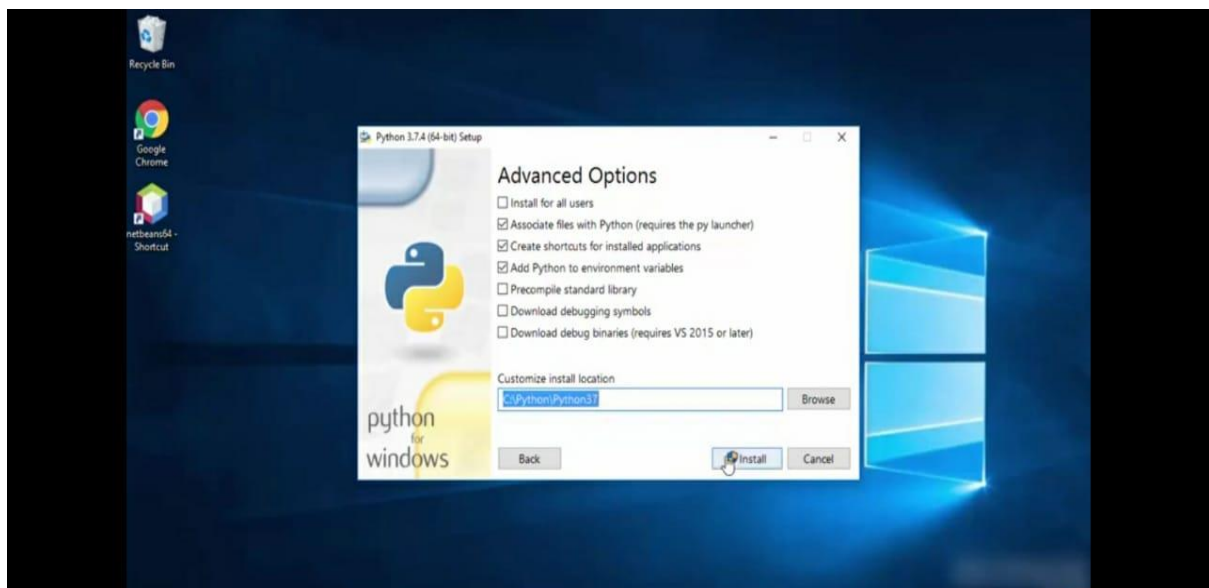 Recycle Bin
Google
Chrome
netbeans64 -
Shortcut
Python 3.7.4 (64-bit) Setup
Advanced Options
Install for all users
Associate files with Python (requires the py launcher)
Create shortcuts for installed applications
Add Python to environment variables
Precompile standard library
Download debugging symbols
Download debug binaries (requires VS 2015 or later)
Customize install location
C:\Python\Python37
Browse
python
for
windows
Back
Install
Cancel